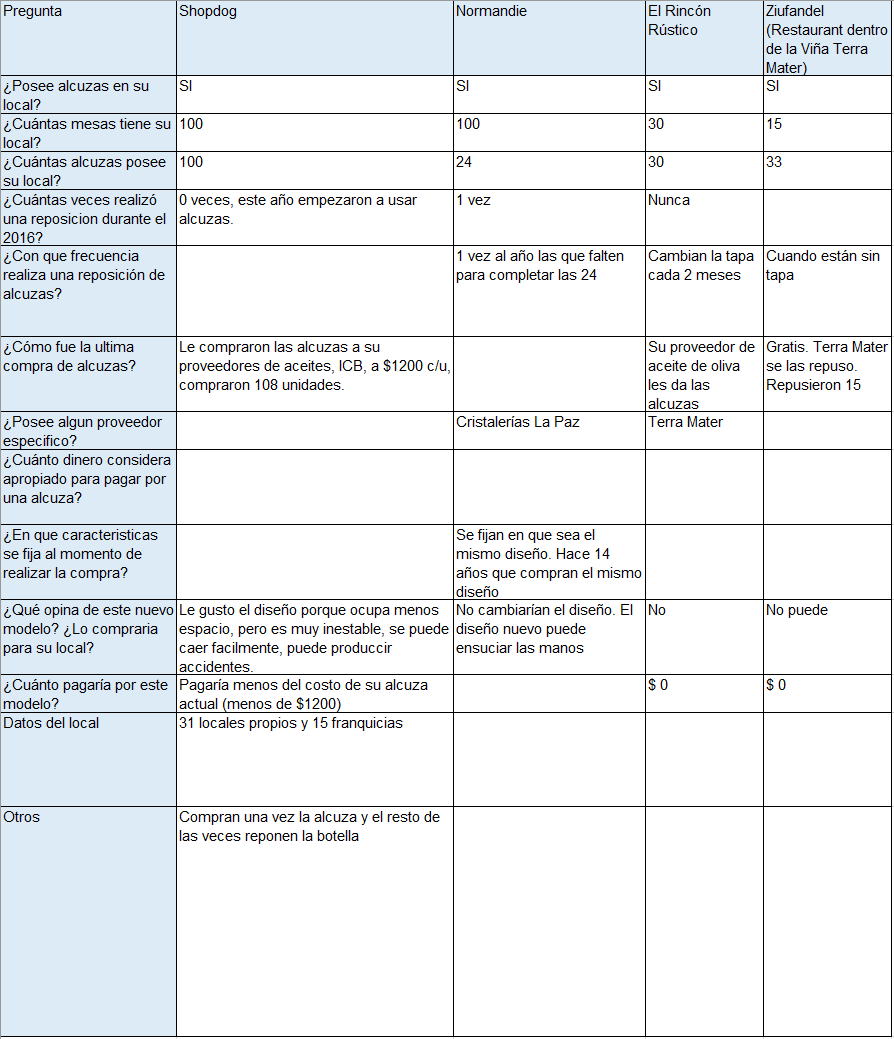 Pregunta
Shopdog
Normandie
El Rincón
Rústico
Ziufandel
(Restaurant dentro
de la Viña Terra
Mater)
¿Posee alcuzas en su
local?
SI
SI
SI
SI
¿Cuántas mesas tiene su
local?
100
100
30
15
¿Cuántas alcuzas posee
su local?
100
24
30
33
¿Cuántas veces realizó
una reposicion durante el
2016?
0 veces, este año empezaron a usar
alcuzas.
1 vez
Nunca
¿Con que frecuencia
realiza una reposición de
alcuzas?
1 vez al año las que falten
para completar las 24
Cambian la tapa
cada 2 meses
Cuando están sin
tapa
¿Cómo fue la ultima
compra de alcuzas?
Le compraron las alcuzas a su
proveedores de aceites, ICB, a $1200 c/u,
compraron 108 unidades.
Su proveedor de
aceite de oliva
les da las
alcuzas
Gratis. Terra Mater
se las repuso.
Repusieron 15
¿Posee algun proveedor
especifico?
Cristalerías La Paz
Terra Mater
¿Cuánto dinero considera
apropiado para pagar por
una alcuza?
¿En que caracteristicas
se fija al momento de
realizar la compra?
Se fijan en que sea el
mismo diseño. Hace 14
años que compran el mismo
diseño
¿Qué opina de este nuevo
modelo? ¿Lo compraria
para su local?
Le gusto el diseño porque ocupa menos
espacio, pero es muy inestable, se puede
caer facilmente, puede produccir
accidentes.
No cambiarían el diseño. El
diseño nuevo puede
ensuciar las manos
No
No puede
¿Cuánto pagaría por este
modelo?
Pagaría menos del costo de su alcuza
actual (menos de $1200)
$ 0
$ 0
Datos del local
31 locales propios y 15 franquicias
Otros
Compran una vez la alcuza y el resto de
las veces reponen la botella